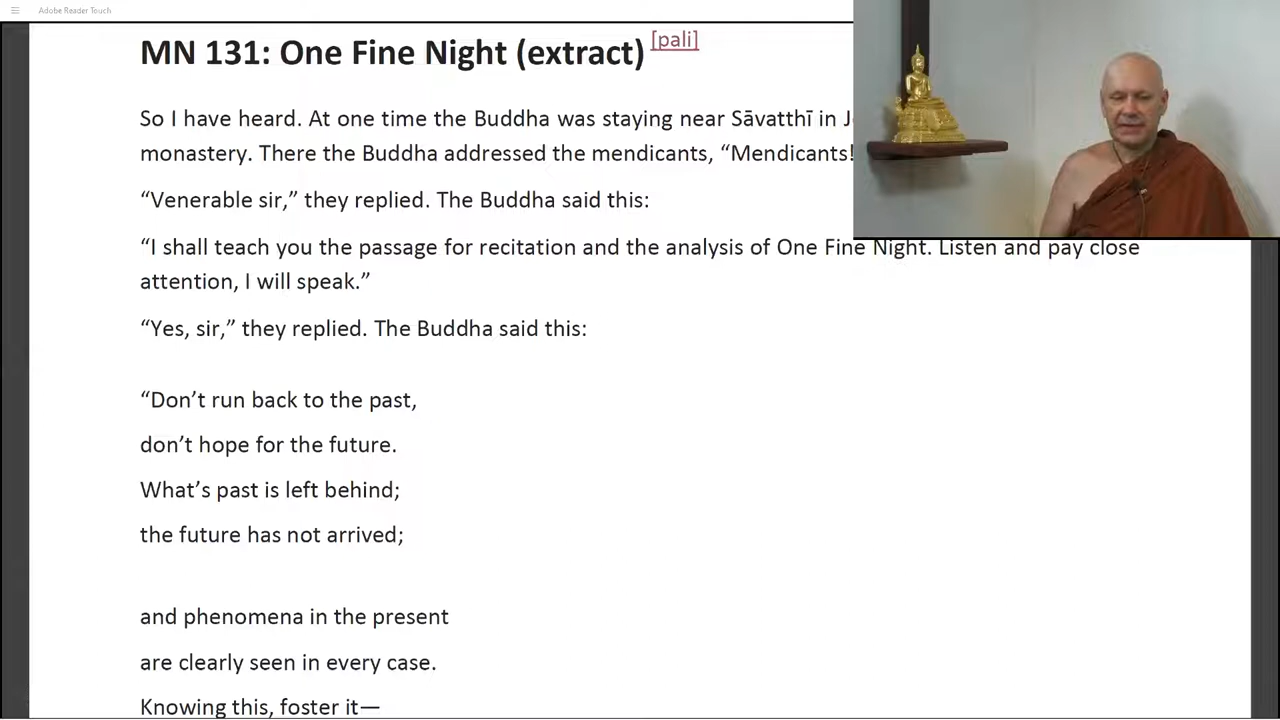 Adobe Reader Touch
MN 131: One Fine Night (extract) [pali]
So I have heard. At one time the Buddha was staying near Sāvatthī in
monastery. There the Buddha addressed the mendicants, “Mendicants!
“Venerable sir,” they replied. The Buddha said this:
“I shall teach you the passage for recitation and the analysis of One Fine Night. Listen and pay close
attention, I will speak.”
“Yes, sir,” they replied. The Buddha said this:
“Don’t run back to the past,
don’t hope for the future.
What’s past is left behind;
the future has not arrived;
and phenomena in the present
are clearly seen in every case.
Knowing this, foster it—